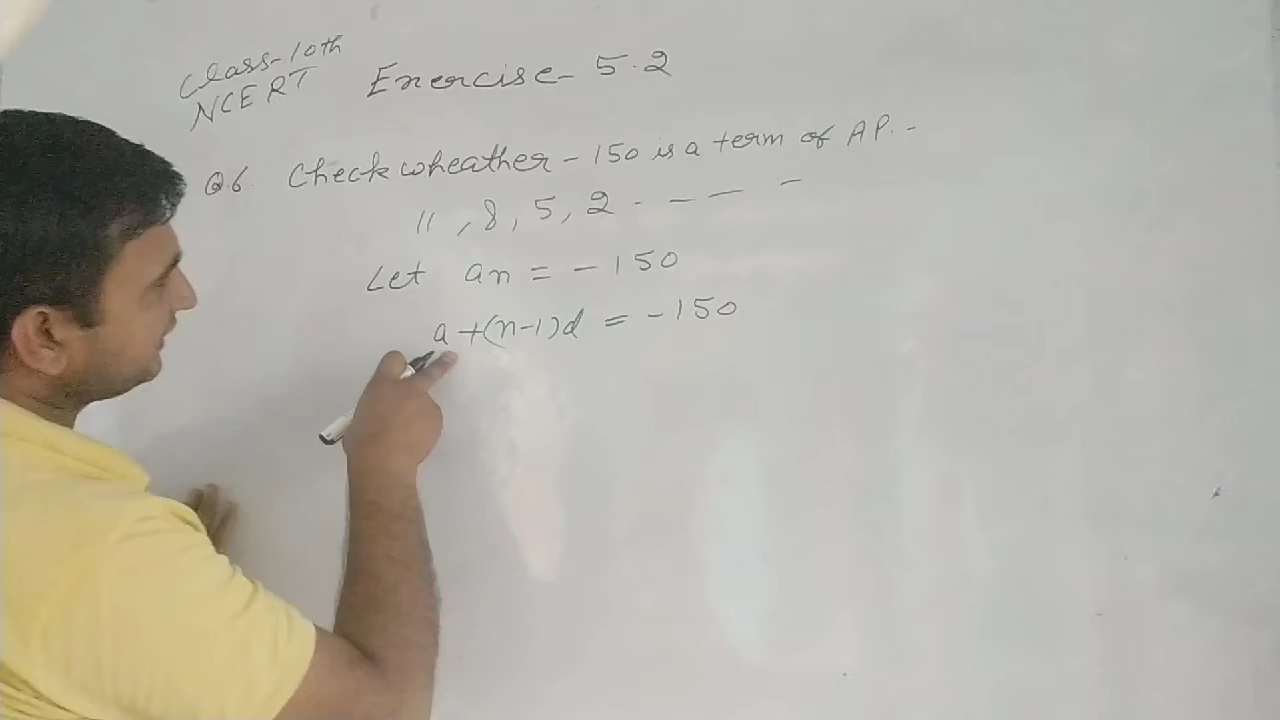 Class-10th
NCERT
Exercise- 5.2
Q.6. Check wheather -150 is a term of AP. -
11, 8, 5, 2 - - - -
Let an = -150
a+(n-1)d = -150